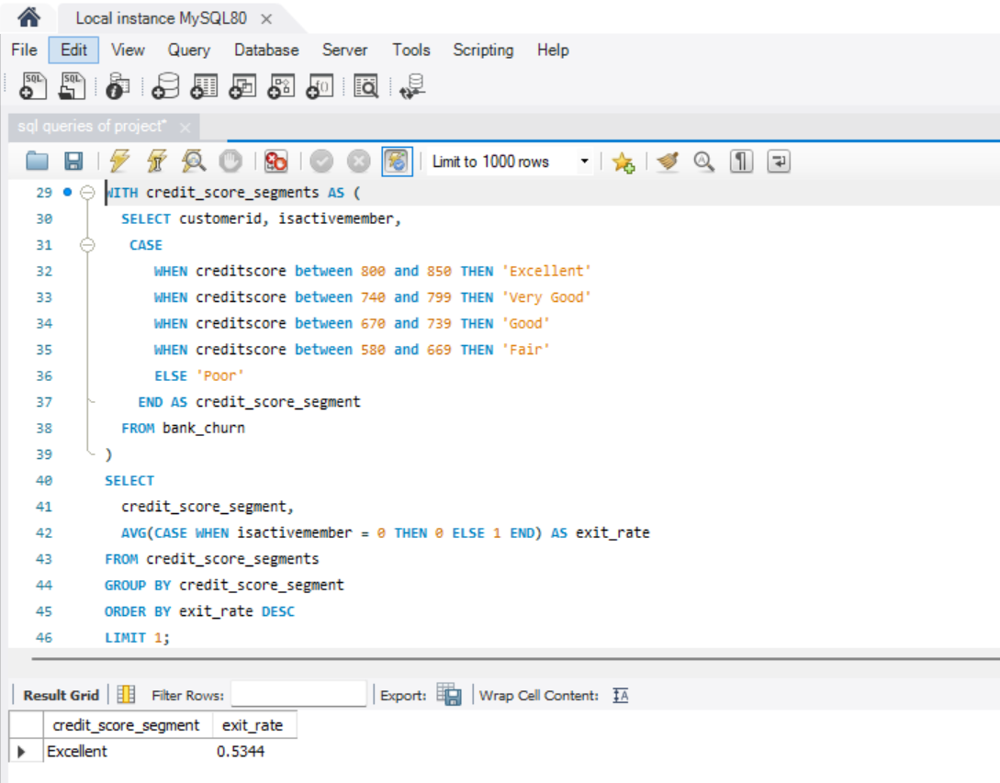 Local instance MySQL80 ×
File Edit View Query Database Server Tools Scripting Help
sql queries of project* ×
Limit to 1000 rows
29 WITH credit_score_segments AS (
30 SELECT customerid, isactivemember,
31 CASE
32 WHEN creditscore between 800 and 850 THEN 'Excellent'
33 WHEN creditscore between 740 and 799 THEN 'Very Good'
34 WHEN creditscore between 670 and 739 THEN 'Good'
35 WHEN creditscore between 580 and 669 THEN 'Fair'
36 ELSE 'Poor'
37 END AS credit_score_segment
38 FROM bank_churn
39 )
40 SELECT
41 credit_score_segment,
42 AVG(CASE WHEN isactivemember = 0 THEN 0 ELSE 1 END) AS exit_rate
43 FROM credit_score_segments
44 GROUP BY credit_score_segment
45 ORDER BY exit_rate DESC
46 LIMIT 1;
Result Grid Filter Rows: Export: Wrap Cell Content:
credit_score_segment exit_rate
Excellent 0.5344